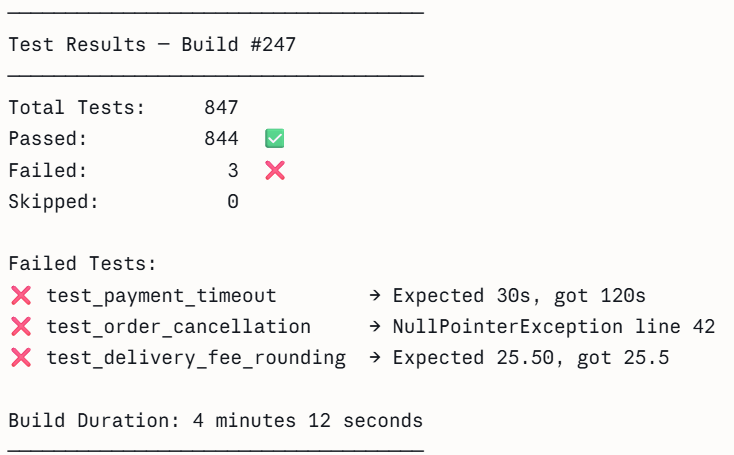 ────────────────────────────────────
Test Results — Build #247
────────────────────────────────────
Total Tests:     847
Passed:          844  ✅
Failed:            3  ❌
Skipped:           0

Failed Tests:
❌ test_payment_timeout        → Expected 30s, got 120s
❌ test_order_cancellation     → NullPointerException line 42
❌ test_delivery_fee_rounding  → Expected 25.50, got 25.5

Build Duration: 4 minutes 12 seconds
────────────────────────────────────